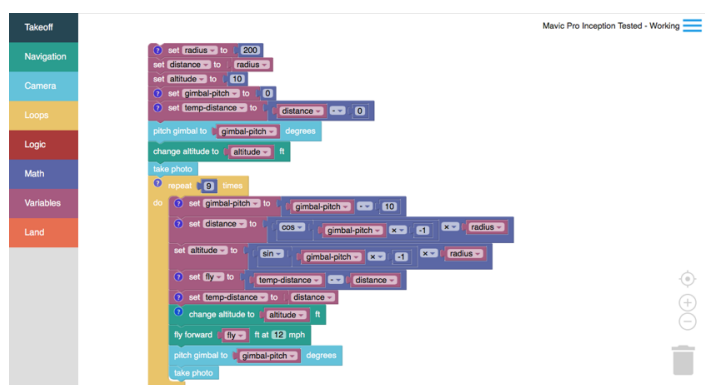 Takeoff
Mavic Pro Inception Tested - Working
Navigation
Camera
Loops
Logic
Math
Variables
Land
? set radius to 200
set distance to radius
set altitude to 10
? set gimbal-pitch to 0
? set temp-distance to distance - 0
pitch gimbal to gimbal-pitch degrees
change altitude to altitude ft
take photo
? repeat 9 times
do ? set gimbal-pitch to gimbal-pitch - 10
? set distance to cos gimbal-pitch × -1 × radius
set altitude to sin gimbal-pitch × -1 × radius
? set fly to temp-distance - distance
? set temp-distance to distance
? change altitude to altitude ft
fly forward fly ft at 12 mph
pitch gimbal to gimbal-pitch degrees
take photo